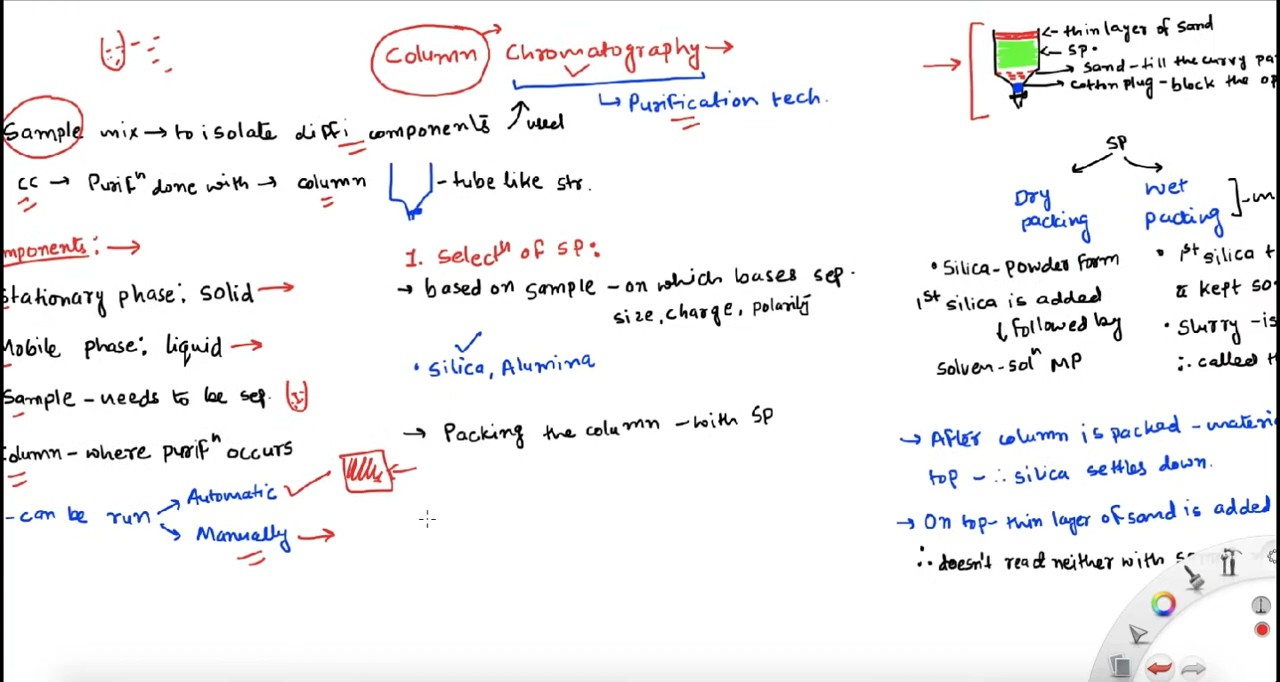 Column Chromatography →
↳ Purification tech.
Sample mix → to isolate diffi components ↑ used
CC → Purifⁿ done with → column - tube like str.
mponents: →
Stationary phase: solid →
Mobile phase: liquid →
Sample - needs to be sep.
olumn - where purifⁿ occurs
- can be run → Automatic
→ Manually →
1. Selectⁿ of SP:
→ based on sample - on which bases sep.
size, charge, polarity
• Silica, Alumina
→ Packing the column - with SP
← thin layer of sand
← SP.
→ sand - till the curvy pa
→ cotton plug - block the op
SP
Dry packing
• Silica - powder form
1st silica is added
↓ followed by
solven - solⁿ MP
Wet packing ] - m
• 1st silica t
& kept so
• Slurry - is
∴ called t
→ After column is packed - materi
top - ∴ silica settles down.
→ On top - thin layer of sand is added
∴ doesn't read neither with